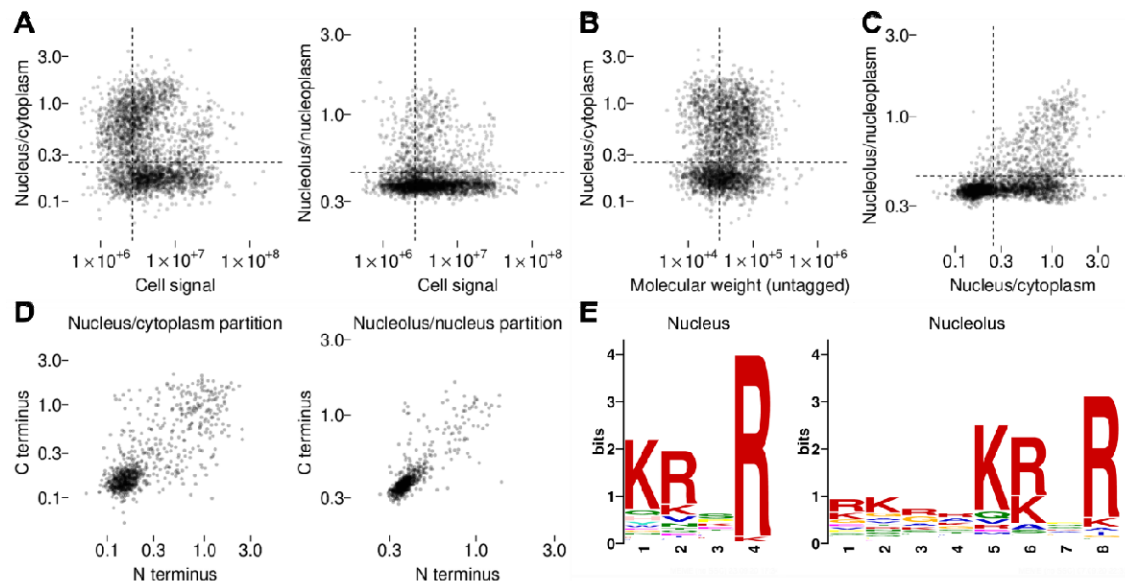 A
Nucleus/cytoplasm
3.0
1.0
0.3
0.1
1×10+6
1×10+7
1×10+8
Cell signal
Nucleolus/nucleoplasm
3.0
1.0
0.3
1×10+6
1×10+7
1×10+8
Cell signal
B
Nucleus/cytoplasm
3.0
1.0
0.3
0.1
1×10+4
1×10+5
1×10+6
Molecular weight (untagged)
C
Nucleolus/nucleoplasm
3.0
1.0
0.3
0.1
0.3
1.0
3.0
Nucleus/cytoplasm
D
Nucleus/cytoplasm partition
C terminus
3.0
1.0
0.3
0.1
0.1
0.3
1.0
3.0
N terminus
Nucleolus/nucleus partition
C terminus
3.0
1.0
0.3
0.3
1.0
3.0
N terminus
E
Nucleus
bits
4
3
2
1
0
K
R
K
R
1
2
3
4
Nucleolus
bits
4
3
2
1
0
R
K
R
K
K
R
K
R
K
1
2
3
4
5
6
7
8